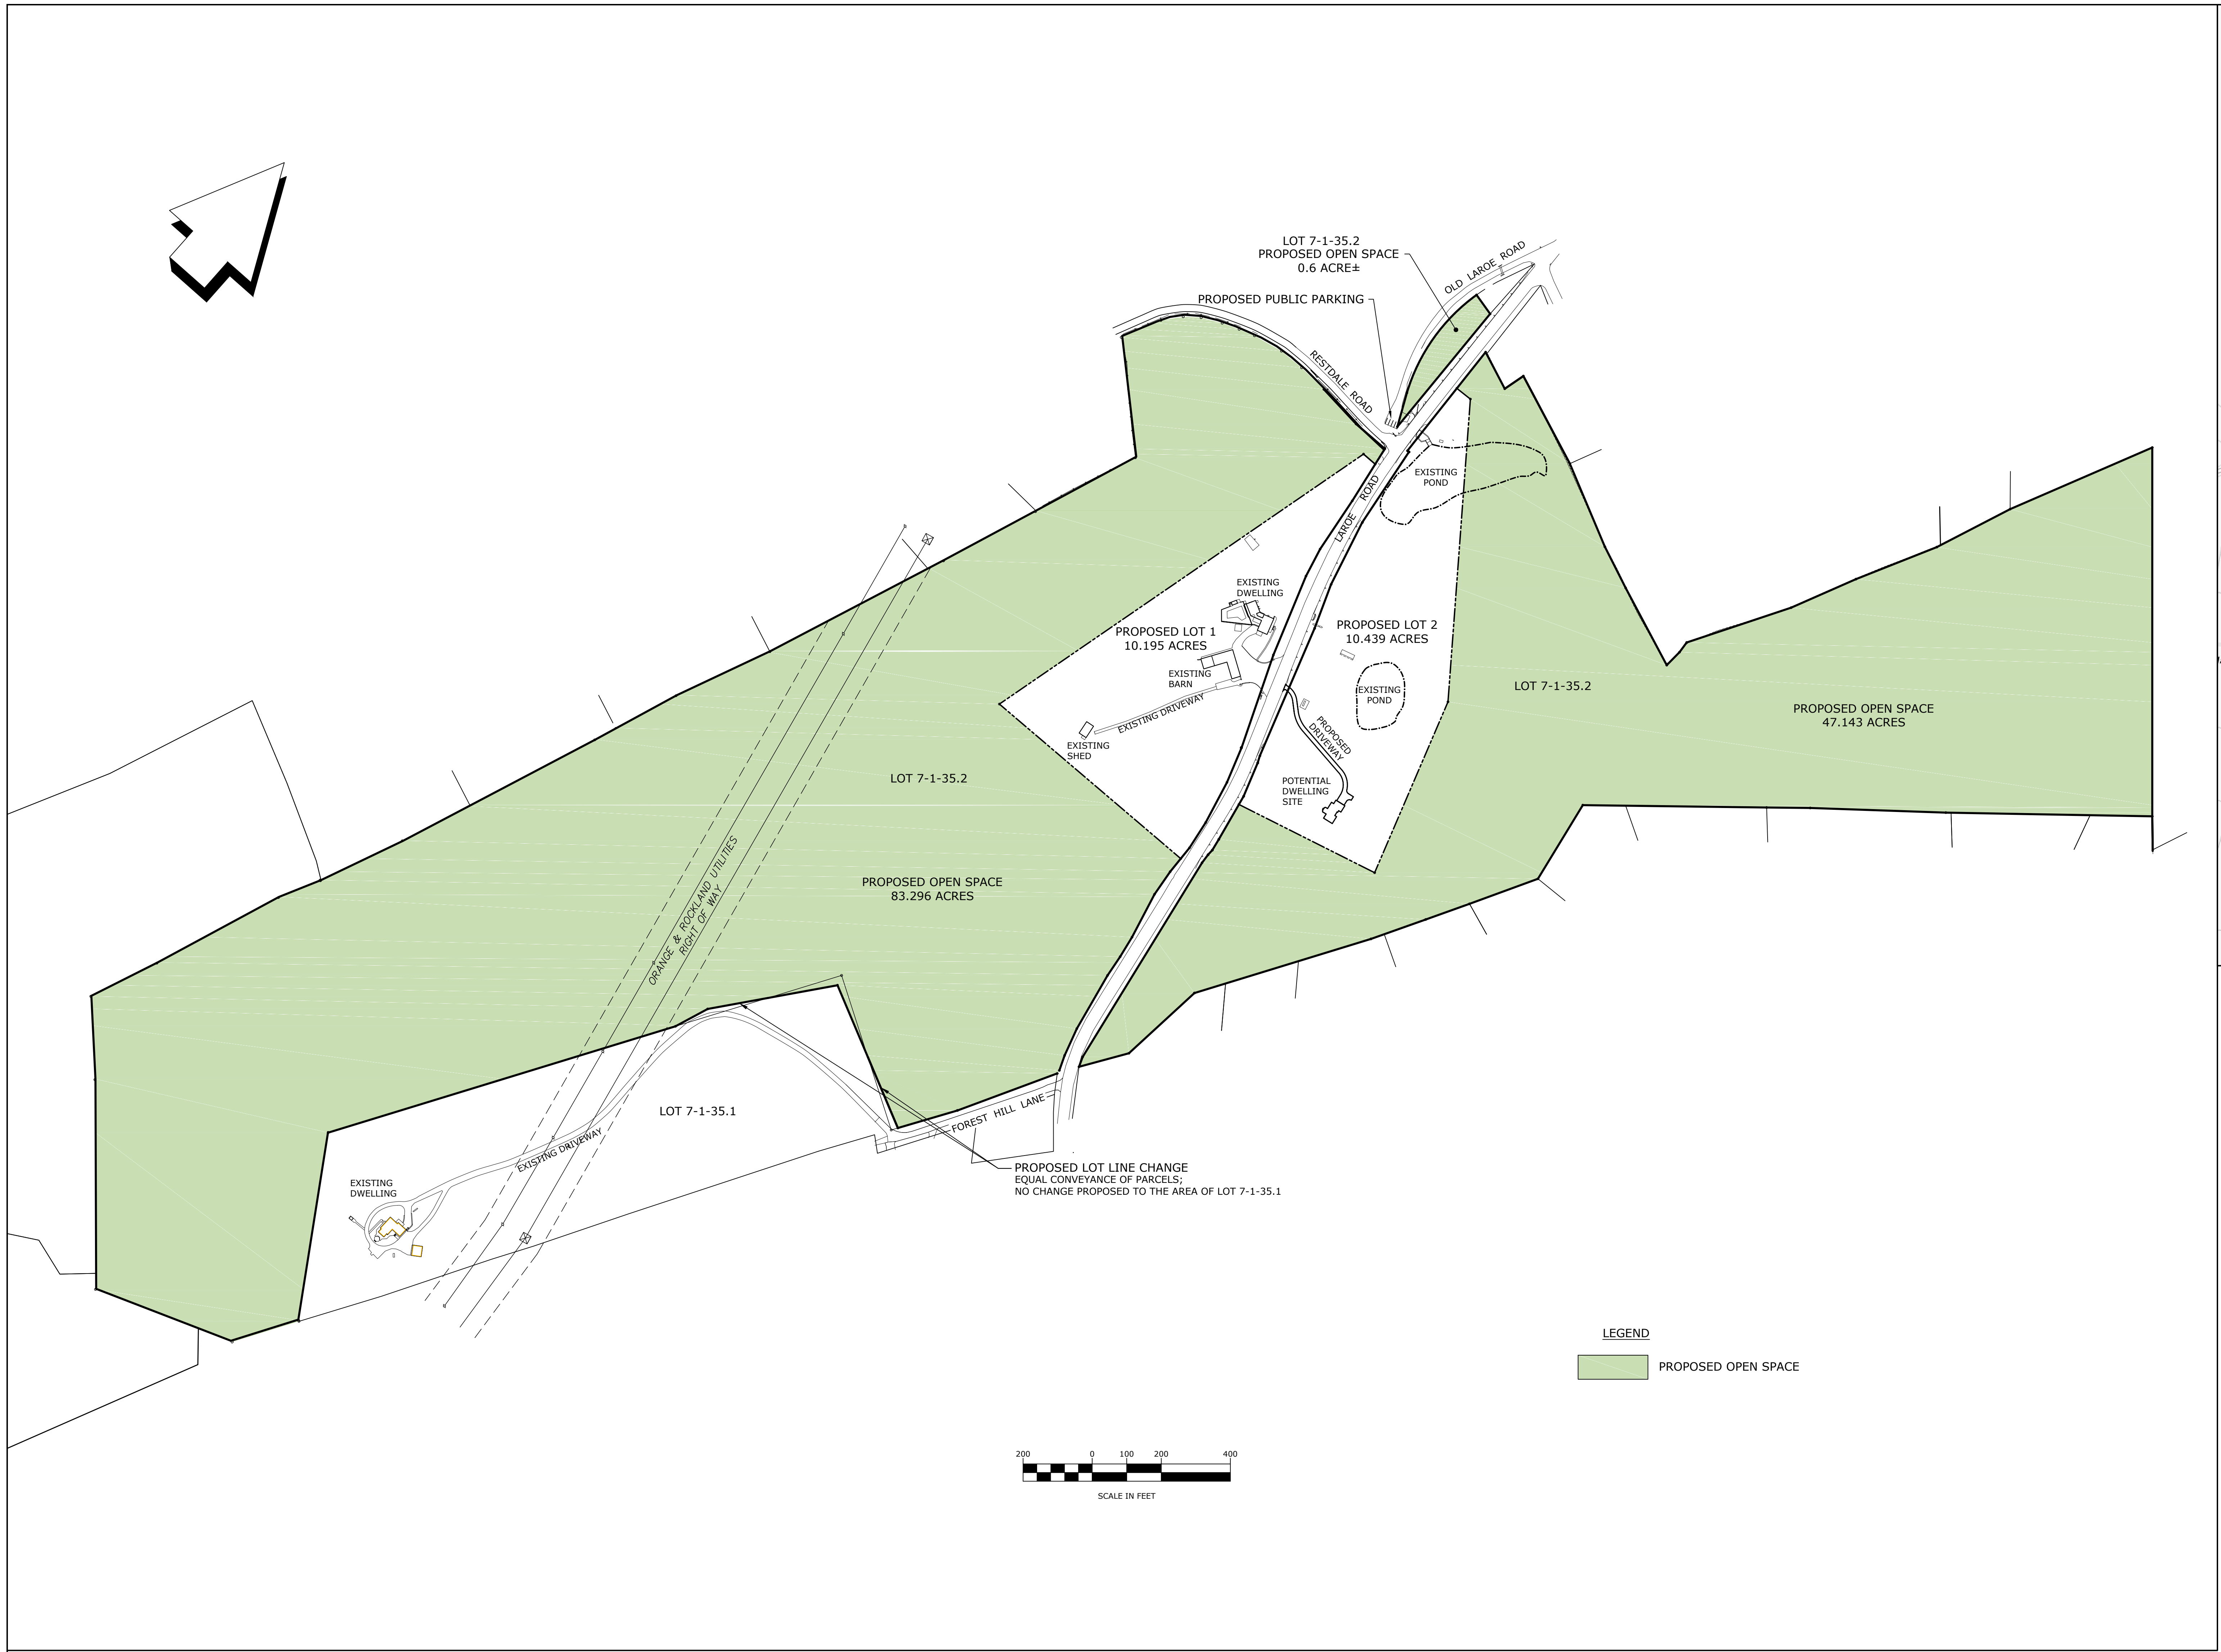 LOT 7-1-35.2
PROPOSED OPEN SPACE
0.6 ACRE±
OLD LAROE ROAD
PROPOSED PUBLIC PARKING
RESTDALE ROAD
EXISTING
POND
LAROE ROAD
EXISTING
DWELLING
PROPOSED LOT 1
10.195 ACRES
PROPOSED LOT 2
10.439 ACRES
EXISTING
BARN
EXISTING
POND
LOT 7-1-35.2
EXISTING DRIVEWAY
PROPOSED OPEN SPACE
47.143 ACRES
EXISTING
SHED
PROPOSED
DRIVEWAY
LOT 7-1-35.2
POTENTIAL
DWELLING
SITE
ORANGE & ROCKLAND UTILITIES
RIGHT OF WAY
PROPOSED OPEN SPACE
83.296 ACRES
LOT 7-1-35.1
FOREST HILL LANE
EXISTING DRIVEWAY
PROPOSED LOT LINE CHANGE
EQUAL CONVEYANCE OF PARCELS;
NO CHANGE PROPOSED TO THE AREA OF LOT 7-1-35.1
EXISTING
DWELLING
LEGEND
PROPOSED OPEN SPACE
200 0 100 200 400
SCALE IN FEET